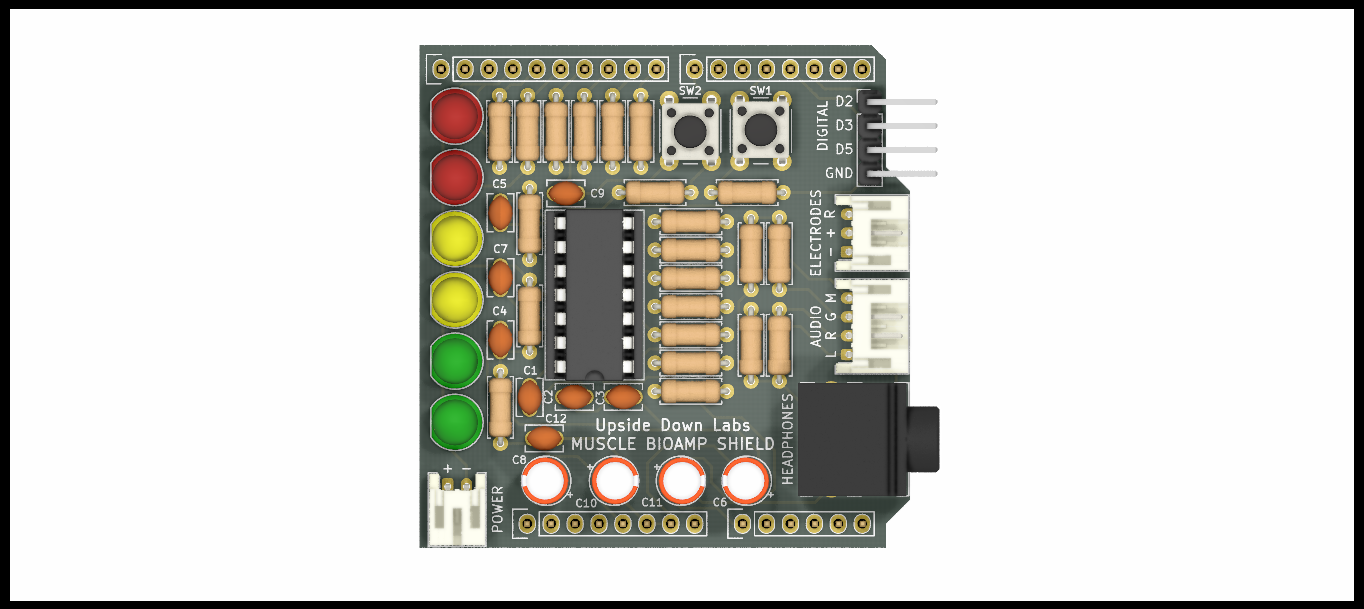 SW2
SW1
D2
DIGITAL
D3
D5
GND
C5
C9
ELECTRODES
R
+
-
C7
C4
AUDIO
M
G
R
L
C1
C2
C3
C12
Upside Down Labs
MUSCLE BIOAMP SHIELD
HEADPHONES
C8
+ -
+
C10
+
C11
+
C6
+
POWER